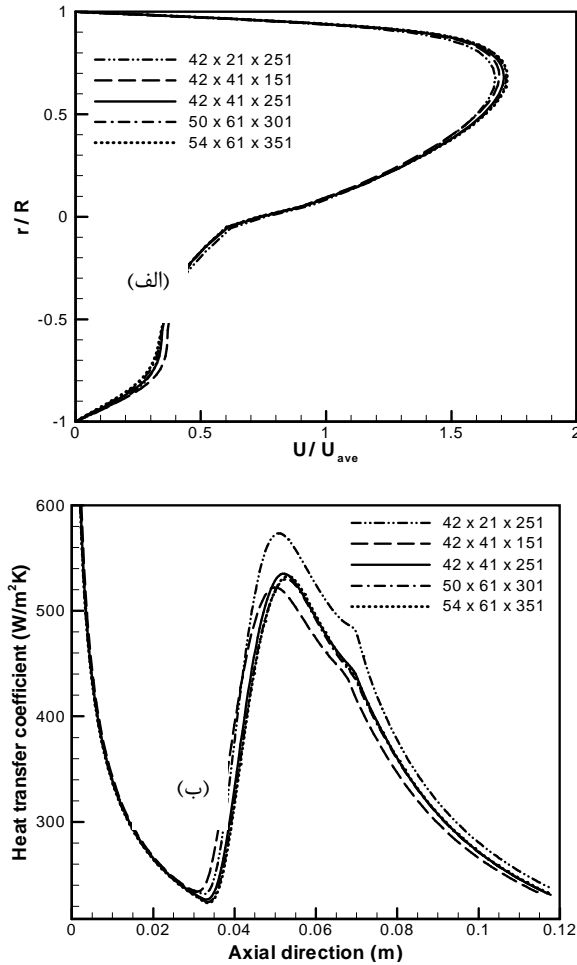 1
0.5
0
-0.5
-1
r / R
42 x 21 x 251
42 x 41 x 151
42 x 41 x 251
50 x 61 x 301
54 x 61 x 351
(الف)
0 0.5 1 1.5 2
U / U ave
600
500
400
300
Heat transfer coefficient (W/m²K)
42 x 21 x 251
42 x 41 x 151
42 x 41 x 251
50 x 61 x 301
54 x 61 x 351
(ب)
0 0.02 0.04 0.06 0.08 0.1 0.12
Axial direction (m)